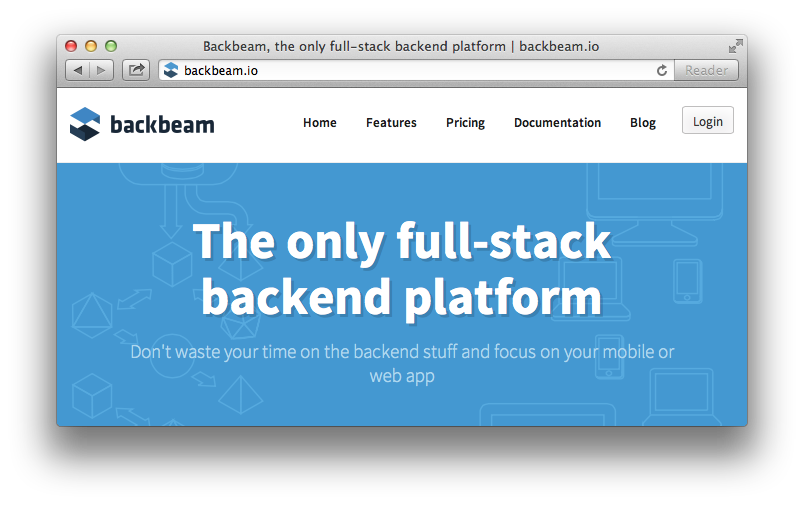 Backbeam, the only full-stack backend platform | backbeam.io
backbeam.io
Reader
backbeam
Home Features Pricing Documentation Blog Login
The only full-stack
backend platform
Don't waste your time on the backend stuff and focus on your mobile or
web app